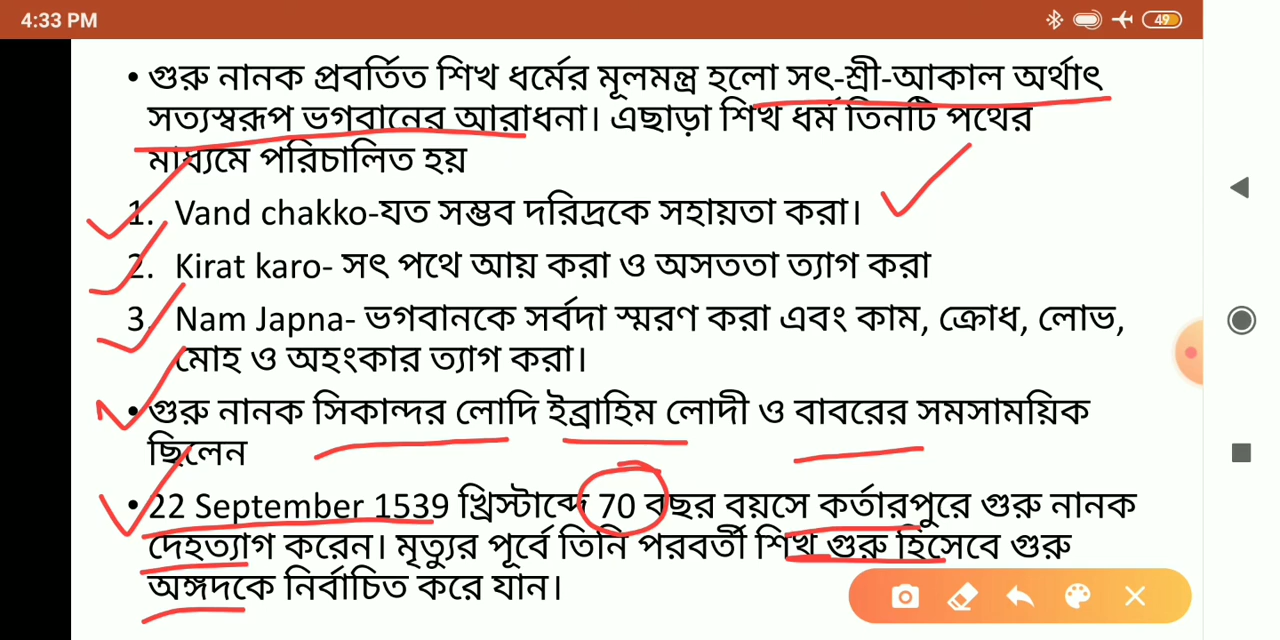 4:33 PM
49
• গুরু নানক প্রবর্তিত শিখ ধর্মের মূলমন্ত্র হলো সৎ-শ্রী-আকাল অর্থাৎ
সত্যস্বরূপ ভগবানের আরাধনা। এছাড়া শিখ ধর্ম তিনটি পথের
মাধ্যমে পরিচালিত হয়
1. Vand chakko-যত সম্ভব দরিদ্রকে সহায়তা করা।
2. Kirat karo- সৎ পথে আয় করা ও অসততা ত্যাগ করা
3. Nam Japna- ভগবানকে সর্বদা স্মরণ করা এবং কাম, ক্রোধ, লোভ,
মোহ ও অহংকার ত্যাগ করা।
• গুরু নানক সিকান্দর লোদি ইব্রাহিম লোদী ও বাবরের সমসাময়িক
ছিলেন
• 22 September 1539 খ্রিস্টাব্দে 70 বছর বয়সে কর্তারপুরে গুরু নানক
দেহত্যাগ করেন। মৃত্যুর পূর্বে তিনি পরবর্তী শিখ গুরু হিসেবে গুরু
অঙ্গদকে নির্বাচিত করে যান।